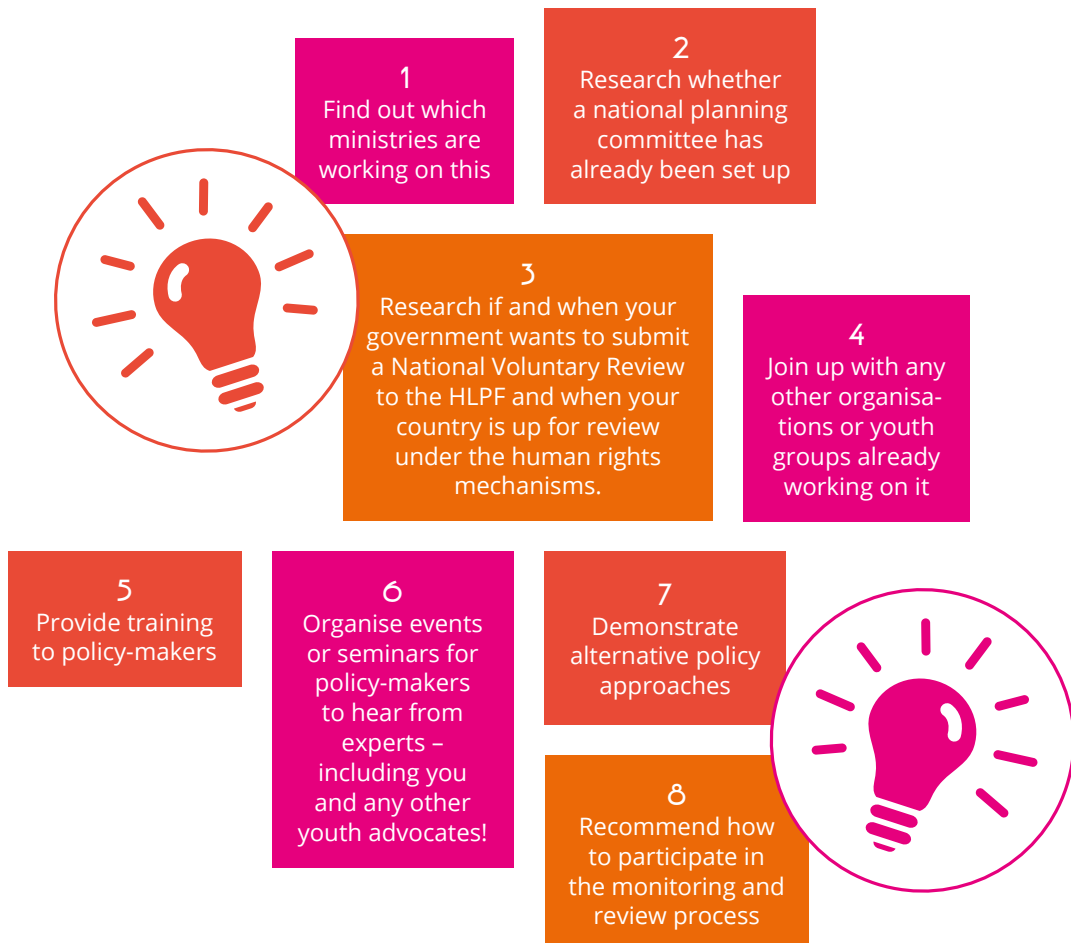 1
Find out which
ministries are
working on this
2
Research whether
a national planning
committee has
already been set up
3
Research if and when your
government wants to submit
a National Voluntary Review
to the HLPF and when your
country is up for review
under the human rights
mechanisms.
4
Join up with any
other organisa-
tions or youth
groups already
working on it
5
Provide training
to policy-makers
6
Organise events
or seminars for
policy-makers
to hear from
experts –
including you
and any other
youth advocates!
7
Demonstrate
alternative policy
approaches
8
Recommend how
to participate in
the monitoring and
review process